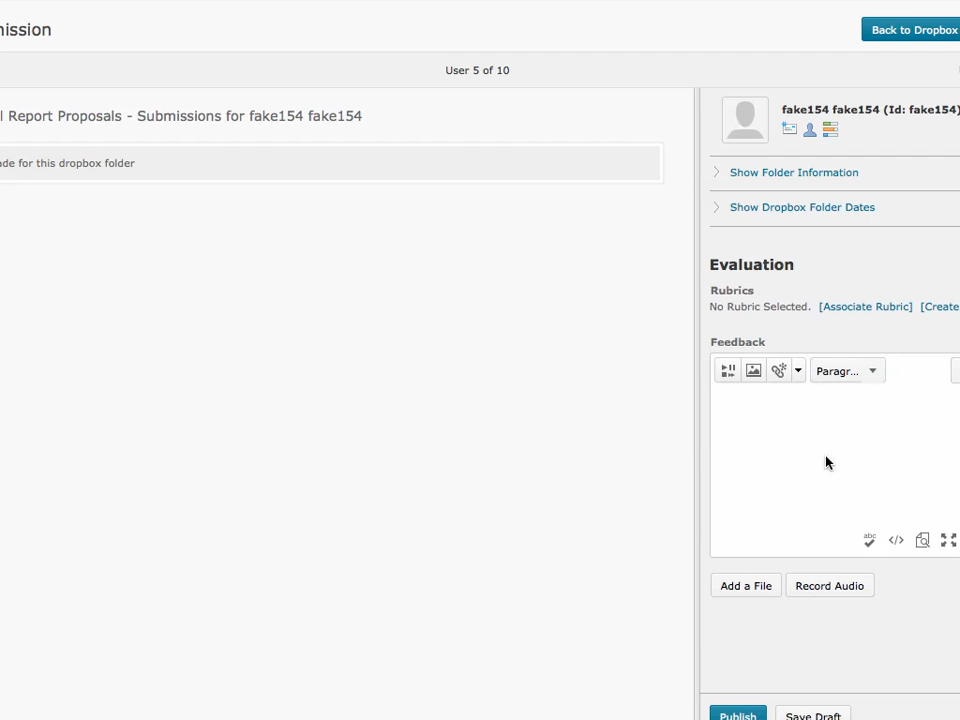 ission
Back to Dropbox
User 5 of 10
l Report Proposals - Submissions for fake154 fake154
fake154 fake154 (Id: fake154)
ade for this dropbox folder
Show Folder Information
Show Dropbox Folder Dates
Evaluation
Rubrics
No Rubric Selected. [Associate Rubric] [Create
Feedback
Paragr...
abc
Add a File Record Audio
Publish Save Draft